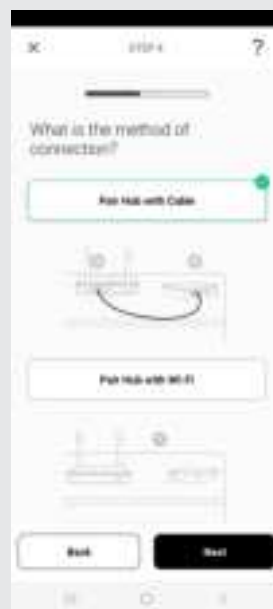 STEP 4
?
What is the method of
connection?
Pair Hub with Cable
Pair Hub with Wi-Fi
Back
Next